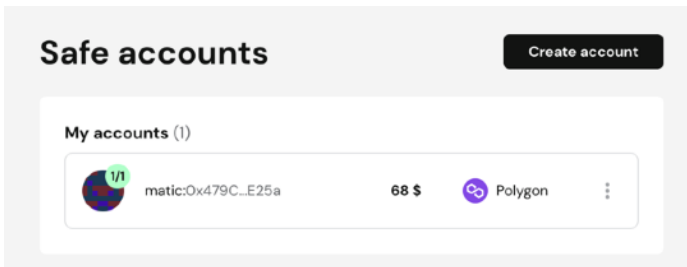 Safe accounts
Create account
My accounts (1)
1/1
matic:0x479C...E25a
68 $
Polygon